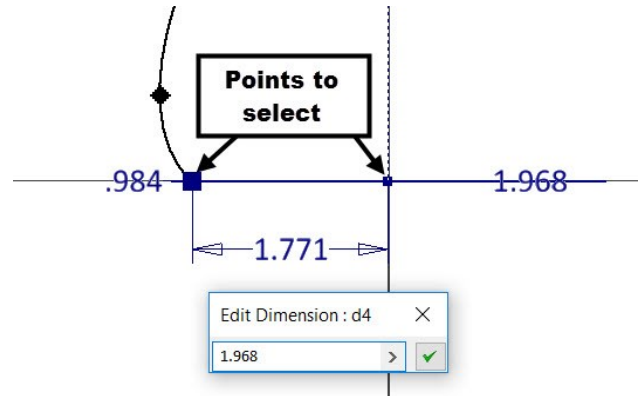 Points to
select
.984
1.968
1.771
Edit Dimension : d4
1.968